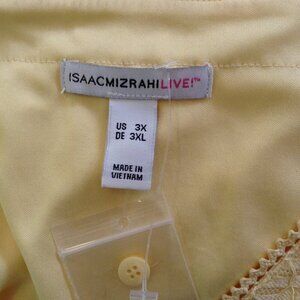 ISAACMIZRAHILIVE!™
US 3X
DE 3XL
MADE IN
VIETNAM